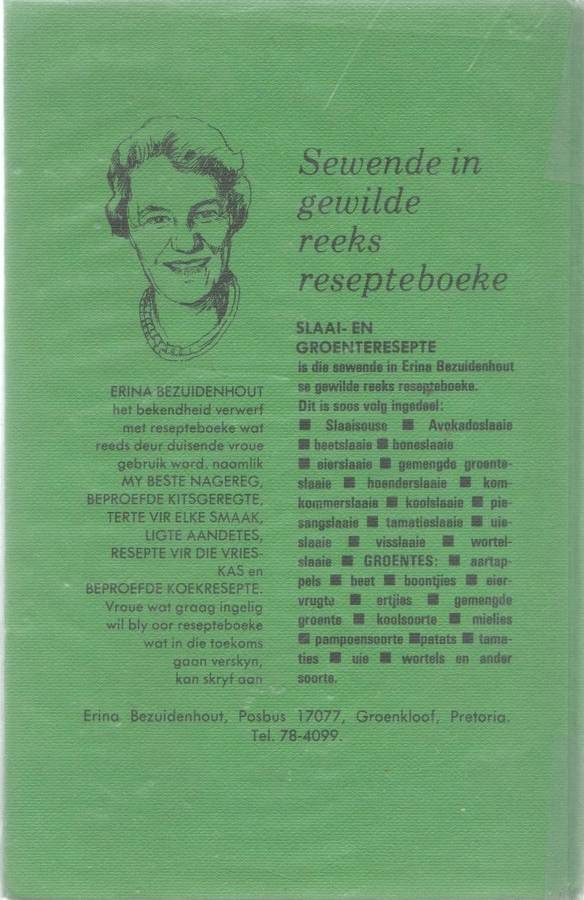 Sewende in
gewilde
reeks
resepteboeke
SLAAI- EN
GROENTERESEPTE
is die sewende in Erina Bezuidenhout
se gewilde reeks resepteboeke.
Dit is soos volg ingedeel:
■ Slaaisouse ■ Avokadoslaaie
■ beetslaaie ■ boneslaaie
■ eierslaaie ■ gemengde groente-
slaaie ■ hoenderslaaie ■ kom-
kommerslaaie ■ koolslaaie ■ pie-
sangslaaie ■ tamatieslaaie ■ uie-
slaaie ■ visslaaie ■ wortel-
slaaie ■ GROENTES: ■ aartap-
pels ■ beet ■ boontjies ■ eier-
vrugte ■ ertjies ■ gemengde
groente ■ koolsoorte ■ mielies
■ pampoensoorte ■patats ■ tama-
ties ■ uie ■ wortels en ander
soorte.
ERINA BEZUIDENHOUT
het bekendheid verwerf
met resepteboeke wat
reeds deur duisende vroue
gebruik word, naamlik
MY BESTE NAGEREG,
BEPROEFDE KITSGEREGTE,
TERTE VIR ELKE SMAAK,
LIGTE AANDETES,
RESEPTE VIR DIE VRIES-
KAS en
BEPROEFDE KOEKRESEPTE.
Vroue wat graag ingelig
wil bly oor resepteboeke
wat in die toekoms
gaan verskyn,
kan skryf aan
Erina Bezuidenhout, Posbus 17077, Groenkloof, Pretoria.
Tel. 78-4099.